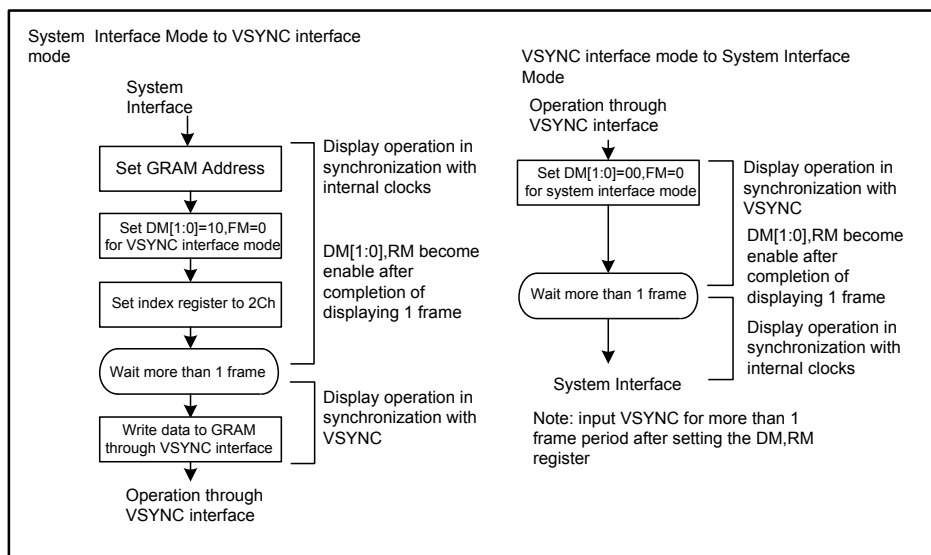 System Interface Mode to VSYNC interface
mode
System
Interface
Set GRAM Address
Set DM[1:0]=10,FM=0
for VSYNC interface mode
Set index register to 2Ch
Wait more than 1 frame
Write data to GRAM
through VSYNC interface
Operation through
VSYNC interface
Display operation in
synchronization with
internal clocks
DM[1:0],RM become
enable after
completion of
displaying 1 frame
Display operation in
synchronization with
VSYNC
VSYNC interface mode to System Interface
Mode
Operation through
VSYNC interface
Set DM[1:0]=00,FM=0
for system interface mode
Wait more than 1 frame
System Interface
Display operation in
synchronization with
VSYNC
DM[1:0],RM become
enable after
completion of
displaying 1 frame
Display operation in
synchronization with
internal clocks
Note: input VSYNC for more than 1
frame period after setting the DM,RM
register